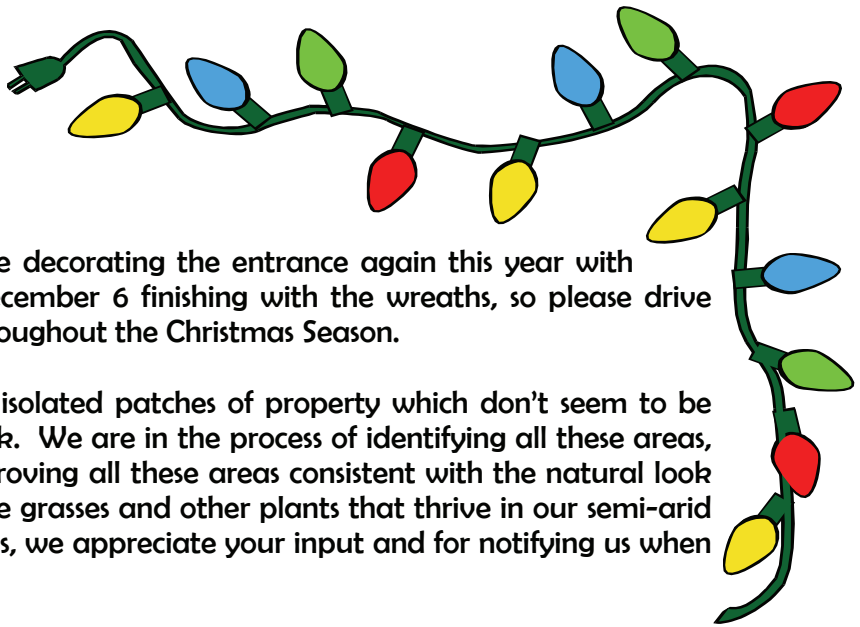 e decorating the entrance again this year with
cember 6 finishing with the wreaths, so please drive
oughout the Christmas Season.
isolated patches of property which don't seem to be
k. We are in the process of identifying all these areas,
roving all these areas consistent with the natural look
e grasses and other plants that thrive in our semi-arid
s, we appreciate your input and for notifying us when